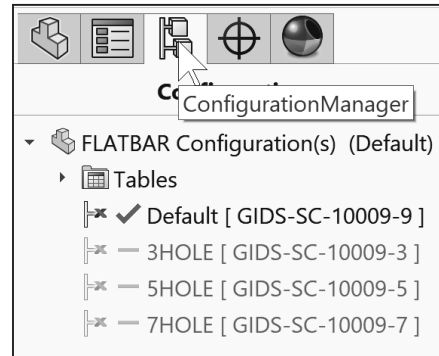 ConfigurationManager
FLATBAR Configuration(s) (Default)
Tables
Default [ GIDS-SC-10009-9 ]
3HOLE [ GIDS-SC-10009-3 ]
5HOLE [ GIDS-SC-10009-5 ]
7HOLE [ GIDS-SC-10009-7 ]